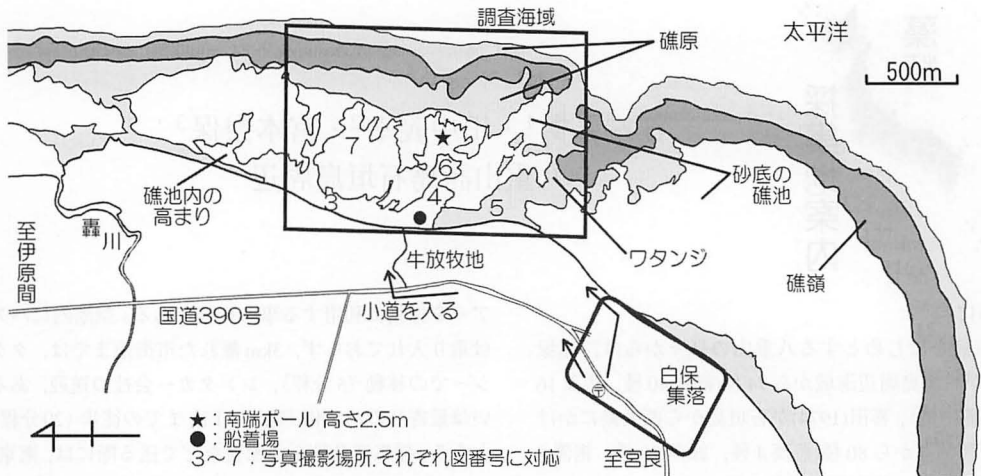 調査海域
礁原
太平洋
500m
7
★
6
3
4
5
砂底の
礁池
礁池内の
高まり
ワタンジ
礁嶺
至伊原間
轟川
牛放牧地
国道390号
小道を入る
白保
集落
〒
★：南端ポール 高さ2.5m
●：船着場
3～7：写真撮影場所、それぞれ図番号に対応
至宮良